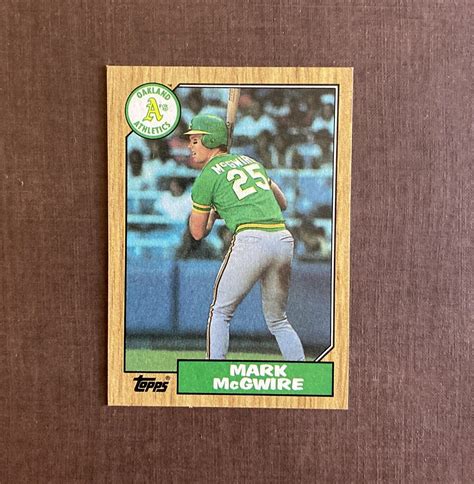 OAKLAND
A's
ATHLETICS
McGWIRE
25
MARK
McGWIRE
TOPPS